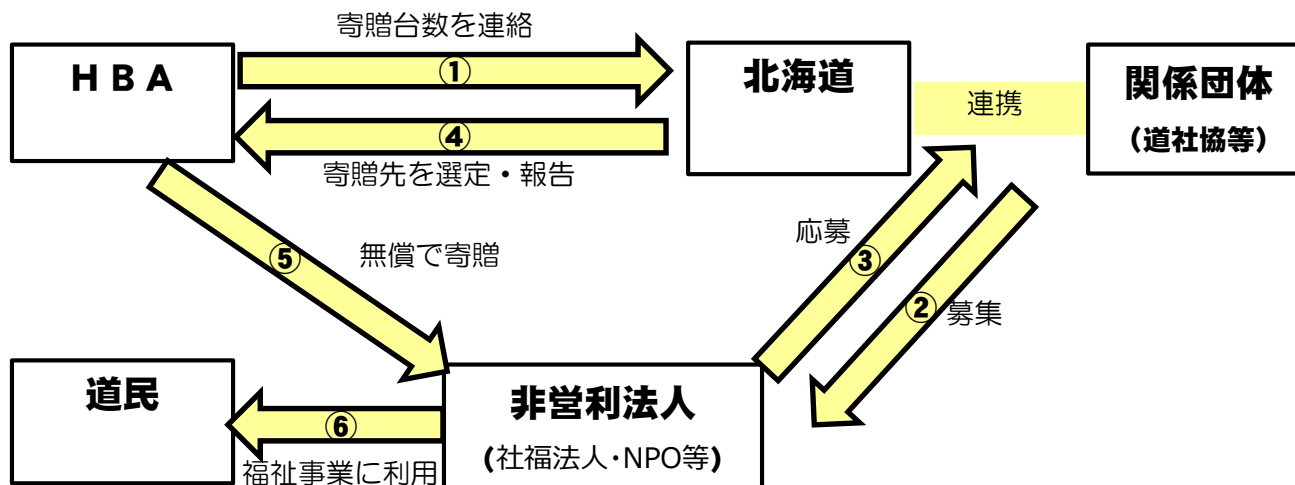 寄贈台数を連絡
HBA
①
北海道
連携
関係団体
(道社協等)
④
寄贈先を選定・報告
⑤
無償で寄贈
応募
③
②
募集
道民
⑥
福祉事業に利用
非営利法人
(社福法人・NPO等)